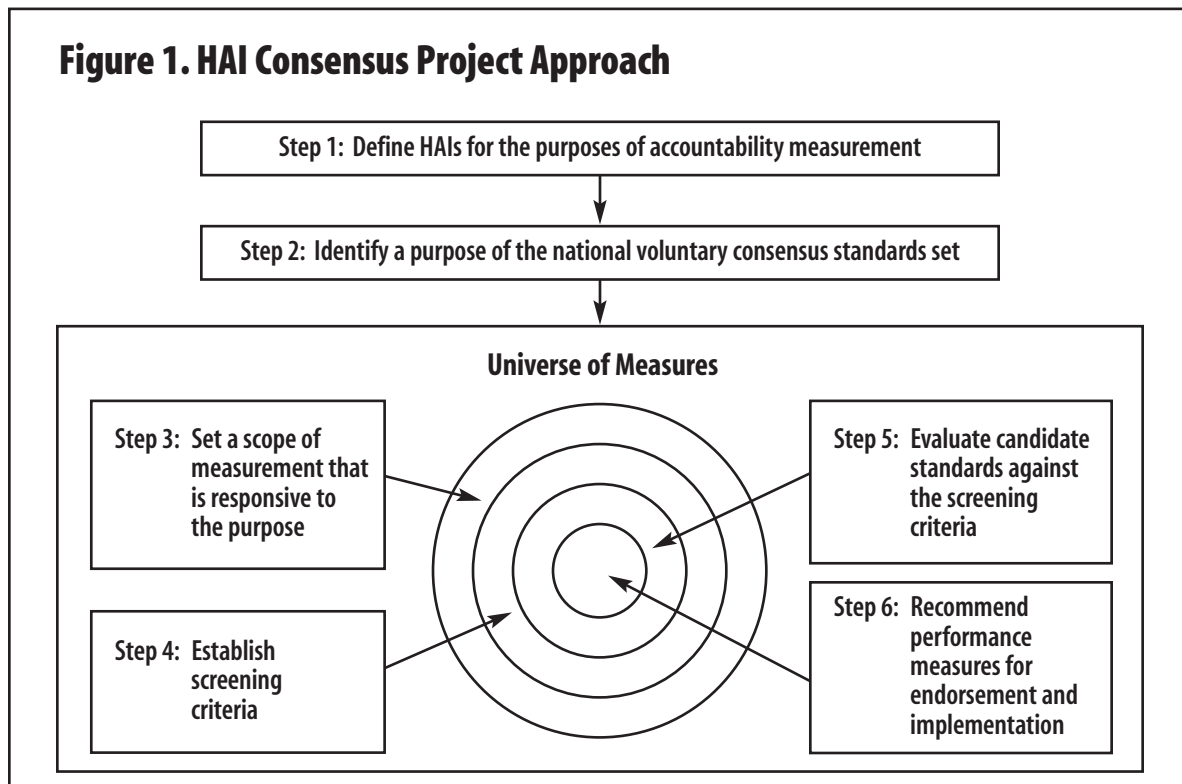 Figure 1. HAI Consensus Project Approach
Step 1: Define HAIs for the purposes of accountability measurement
Step 2: Identify a purpose of the national voluntary consensus standards set
Universe of Measures
Step 3: Set a scope of
measurement that
is responsive to
the purpose
Step 4: Establish
screening
criteria
Step 5: Evaluate candidate
standards against
the screening
criteria
Step 6: Recommend
performance
measures for
endorsement and
implementation